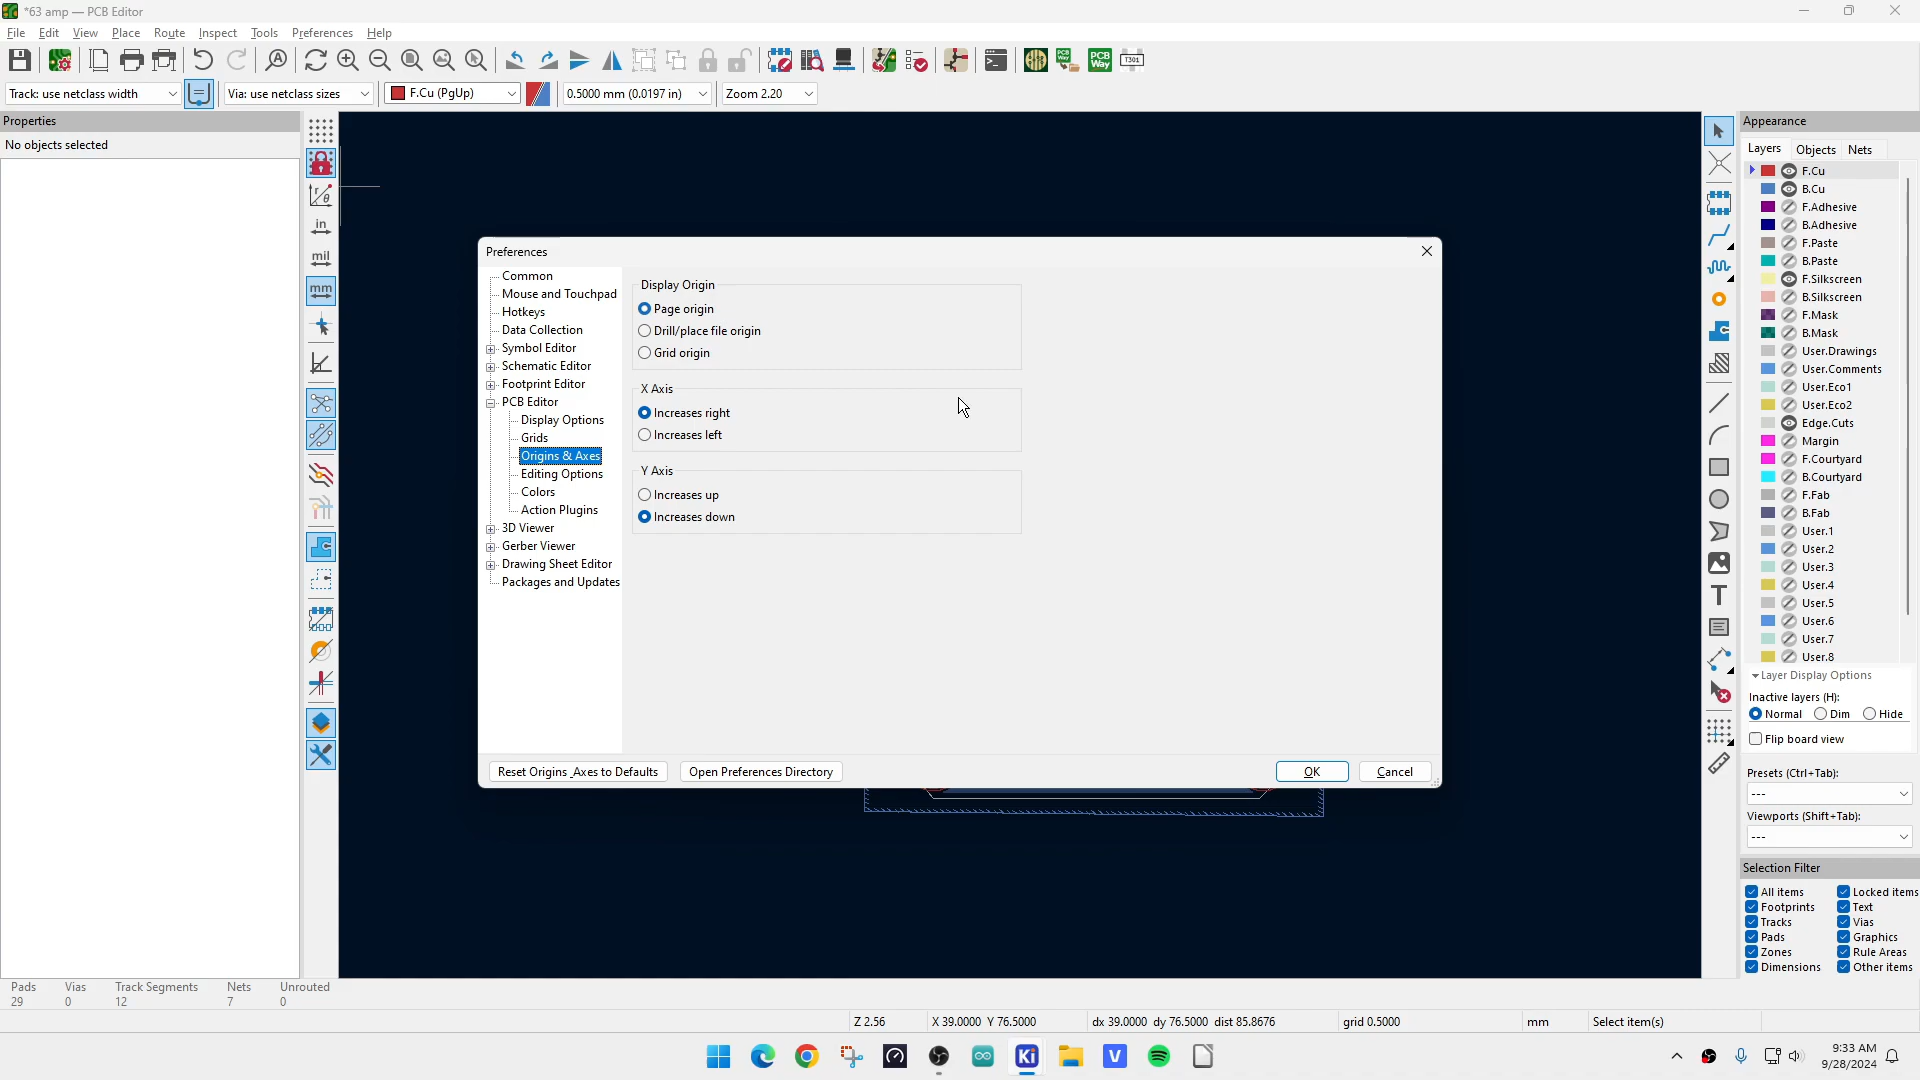 *63 amp — PCB Editor
File Edit View Place Route Inspect Tools Preferences Help
PCB Way
PCB WAY
T301
Track: use netclass width
Via: use netclass sizes
F.Cu (PgUp)
0.5000 mm (0.0197 in)
Zoom 2.20
Properties
No objects selected
in
mil
mm
Preferences
Common
Mouse and Touchpad
Hotkeys
Data Collection
Symbol Editor
Schematic Editor
Footprint Editor
PCB Editor
Display Options
Grids
Origins & Axes
Editing Options
Colors
Action Plugins
3D Viewer
Gerber Viewer
Drawing Sheet Editor
Packages and Updates
Display Origin
Page origin
Drill/place file origin
Grid origin
X Axis
Increases right
Increases left
Y Axis
Increases up
Increases down
Reset Origins _Axes to Defaults
Open Preferences Directory
OK
Cancel
Appearance
Layers Objects Nets
F.Cu
B.Cu
F.Adhesive
B.Adhesive
F.Paste
B.Paste
F.Silkscreen
B.Silkscreen
F.Mask
B.Mask
User.Drawings
User.Comments
User.Eco1
User.Eco2
Edge.Cuts
Margin
F.Courtyard
B.Courtyard
F.Fab
B.Fab
User.1
User.2
User.3
User.4
User.5
User.6
User.7
User.8
Layer Display Options
Inactive layers (H):
Normal Dim Hide
Flip board view
Presets (Ctrl+Tab):
---
Viewports (Shift+Tab):
---
Selection Filter
All items Locked items
Footprints Text
Tracks Vias
Pads Graphics
Zones Rule Areas
Dimensions Other items
Pads Vias Track Segments Nets Unrouted
29 0 12 7 0
Z 2.56
X 39.0000 Y 76.5000
dx 39.0000 dy 76.5000 dist 85.8676
grid 0.5000
mm
Select item(s)
Ki
V
9:33 AM
9/28/2024